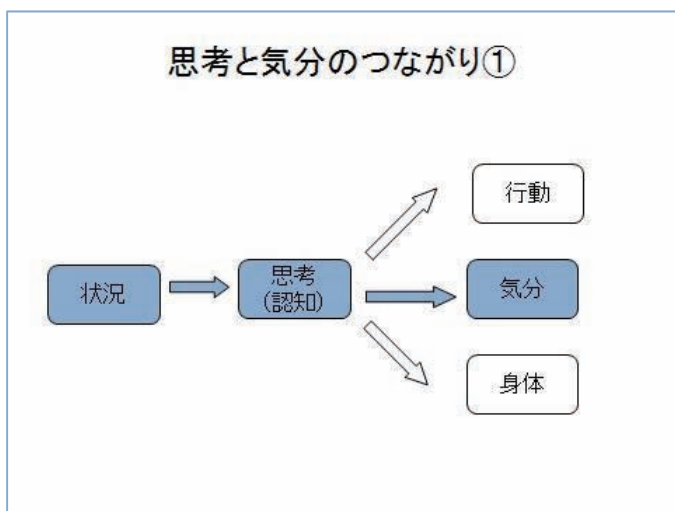 思考と気分のつながり①
行動
状況
思考
(認知)
気分
身体